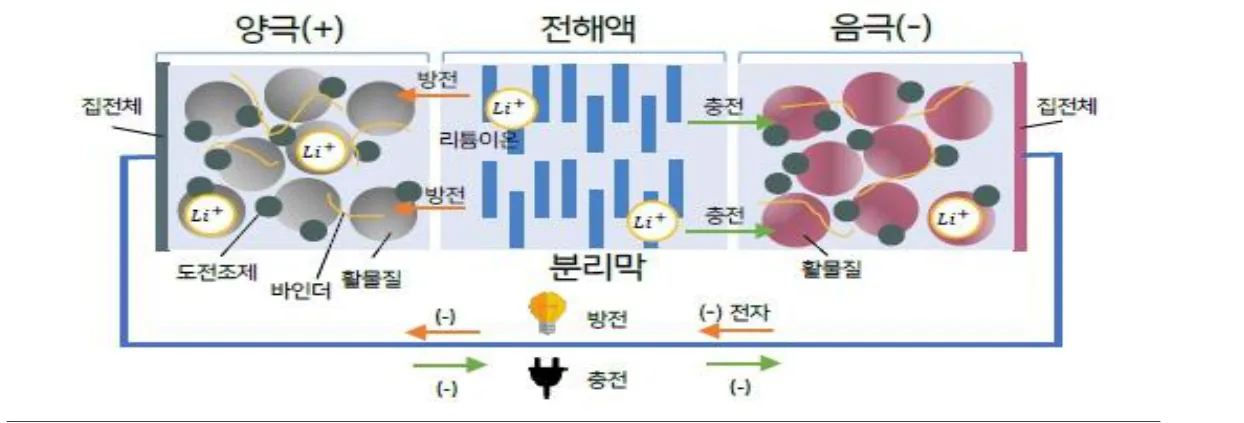 양극(+) 전해액 음극(-)
방전 충전
집전체 Li+ 집전체
Li+ 리튬이온
방전 충전
Li+ Li+ Li+
도전조제 바인더 활물질 분리막 활물질
(-) 방전 (-) 전자
(-) 충전 (-)